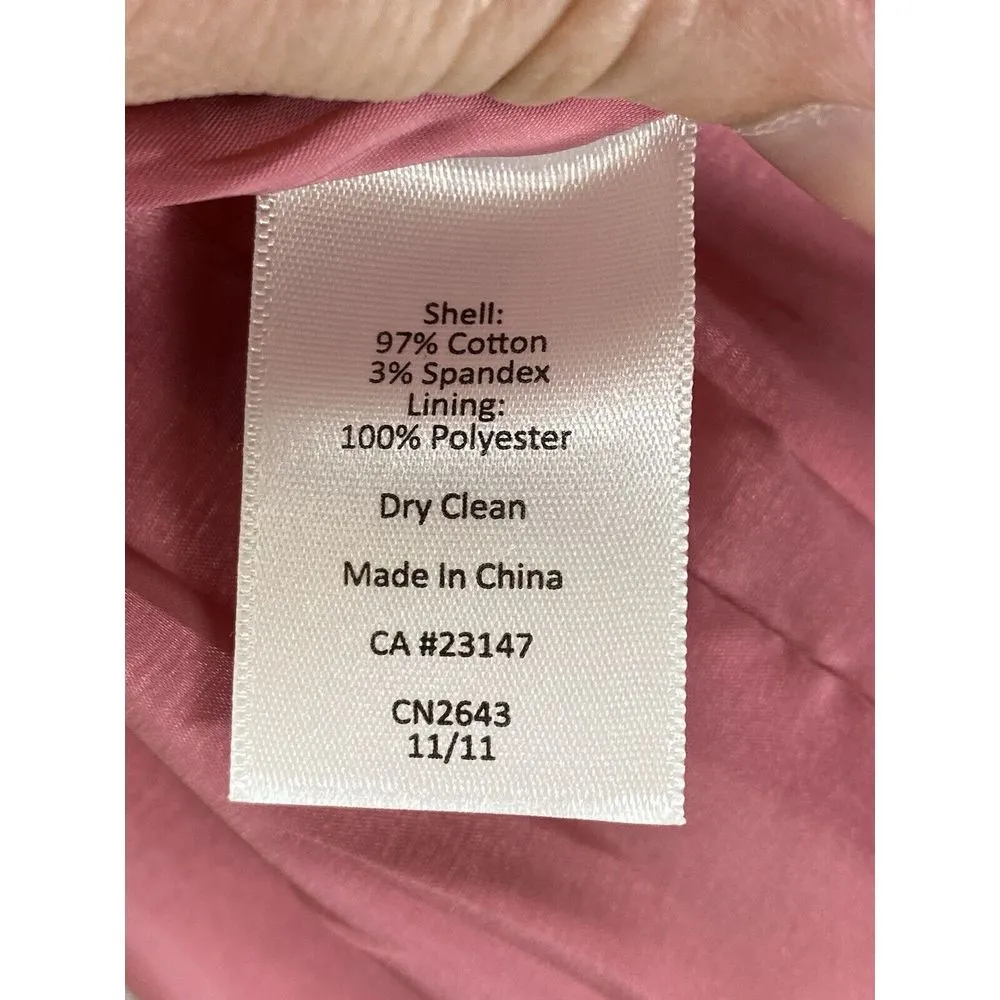 Shell:
97% Cotton
3% Spandex
Lining:
100% Polyester
Dry Clean
Made In China
CA #23147
CN2643
11/11